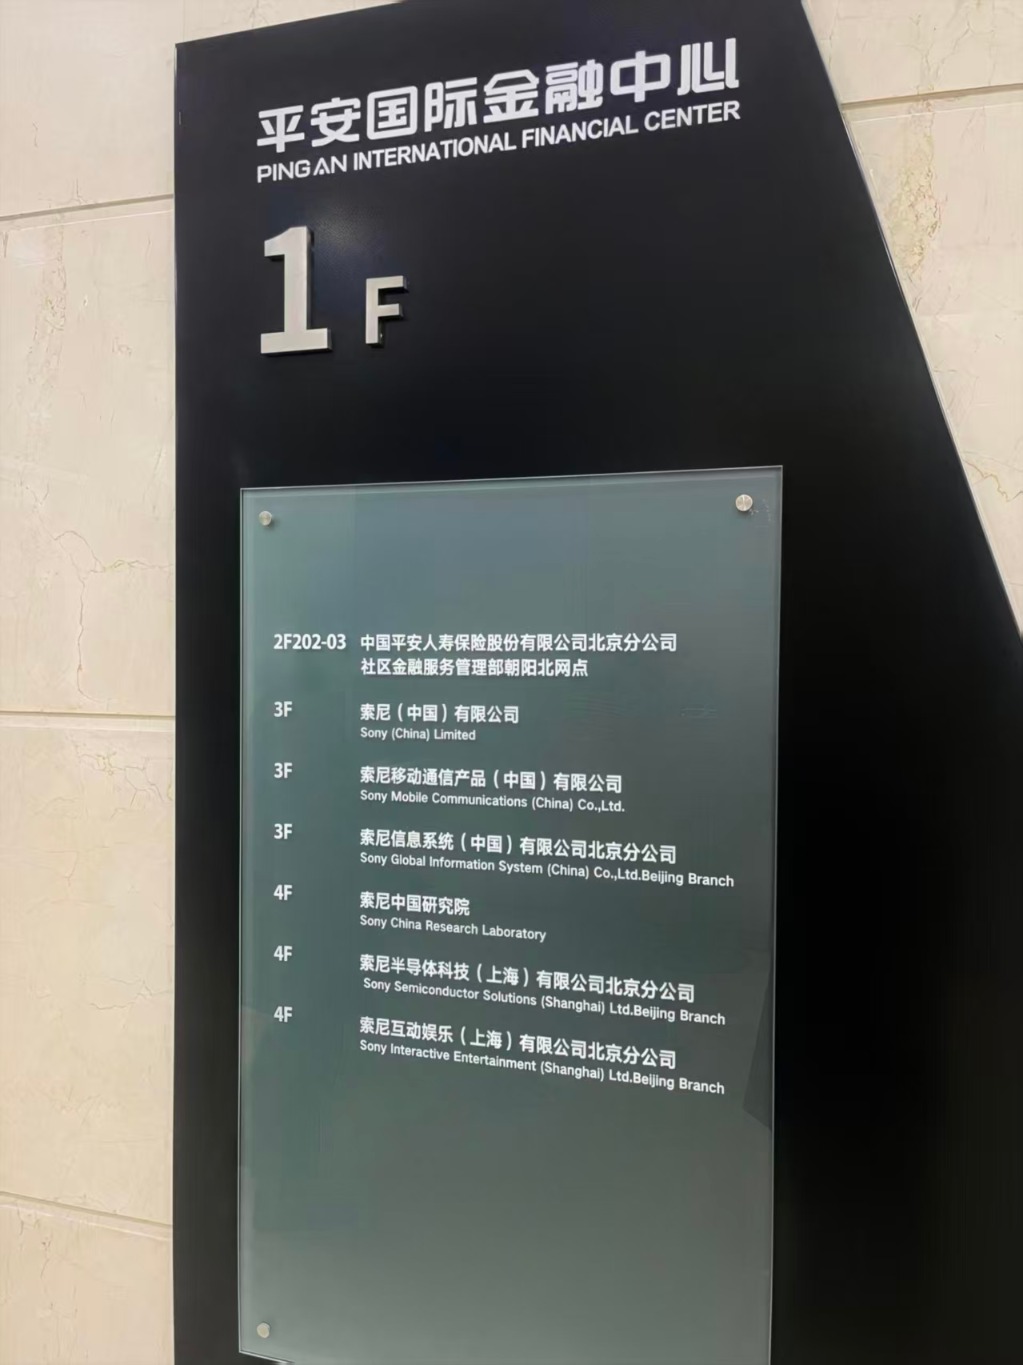 平安国际金融中心
PING AN INTERNATIONAL FINANCIAL CENTER
1F
2F202-03 中国平安人寿保险股份有限公司北京分公司
社区金融服务管理部朝阳北网点
3F 索尼（中国）有限公司
Sony (China) Limited
3F 索尼移动通信产品（中国）有限公司
Sony Mobile Communications (China) Co.,Ltd.
3F 索尼信息系统（中国）有限公司北京分公司
Sony Global Information System (China) Co.,Ltd.Beijing Branch
4F 索尼中国研究院
Sony China Research Laboratory
4F 索尼半导体科技（上海）有限公司北京分公司
Sony Semiconductor Solutions (Shanghai) Ltd.Beijing Branch
4F 索尼互动娱乐（上海）有限公司北京分公司
Sony Interactive Entertainment (Shanghai) Ltd.Beijing Branch